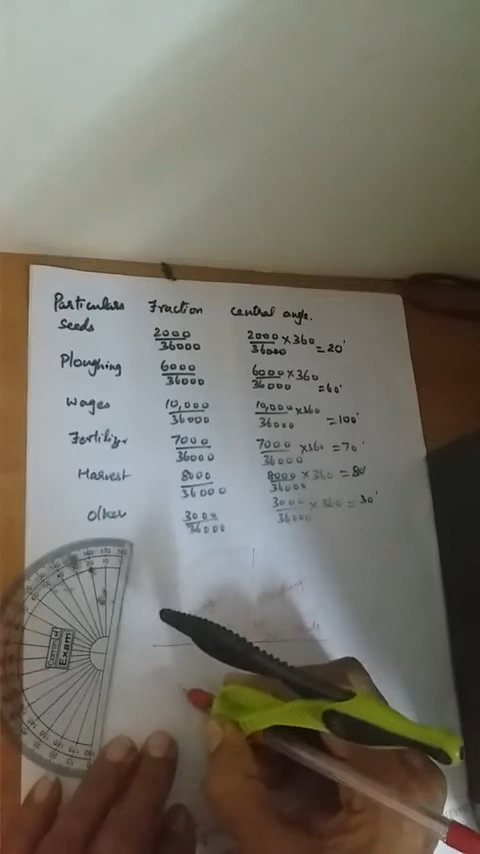 Particulars Fraction central angle.
Seeds 2000/36000 2000/36000 × 360 = 20°
Ploughing 6000/36000 6000/36000 × 360 = 60°
Wages 10,000/36000 10,000/36000 × 360 = 100°
Fertilizer 7000/36000 7000/36000 × 360 = 70°
Harvest 8000/36000 8000/36000 × 360 = 80°
Other 3000/36000 3000/36000 × 360 = 30°
Exam